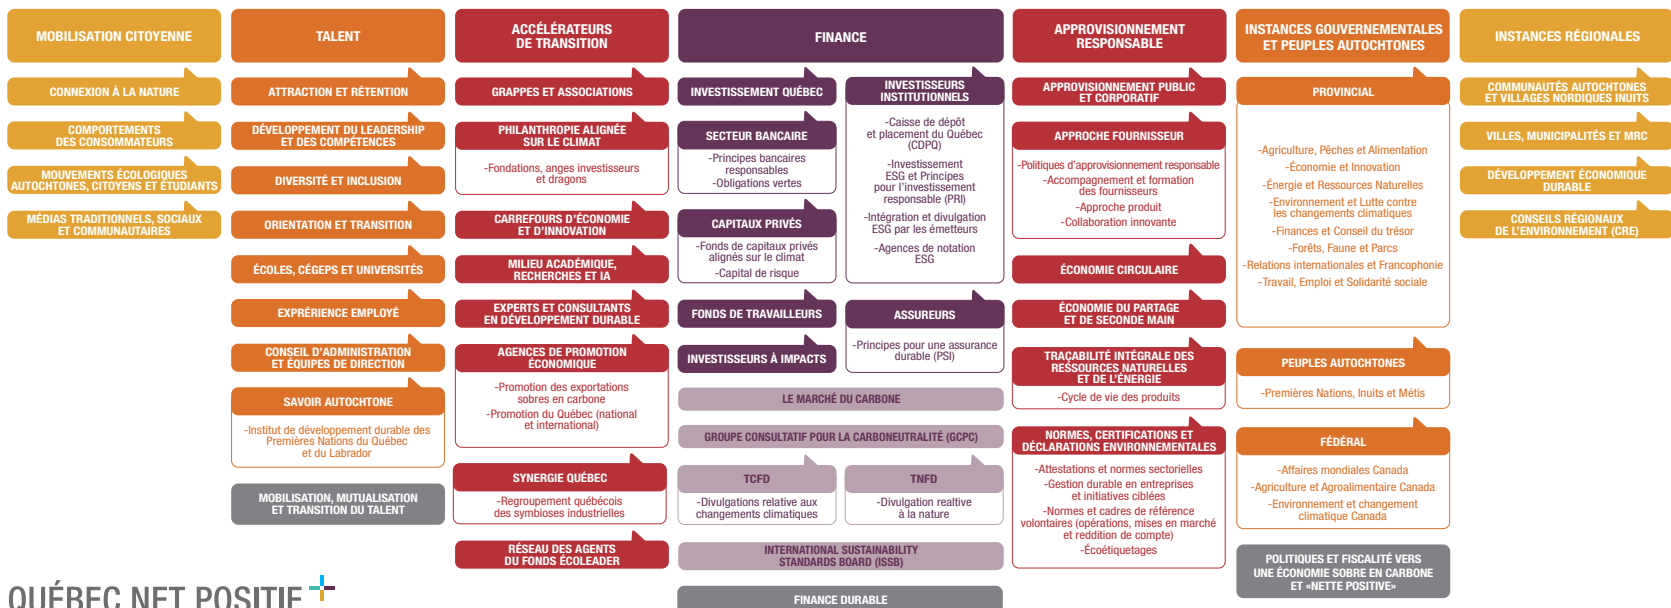 MOBILISATION CITOYENNE
CONNEXION À LA NATURE
COMPORTEMENTS
DES CONSOMMATEURS
MOUVEMENTS ÉCOLOGIQUES
AUTOCHTONES, CITOYENS ET ÉTUDIANTS
MÉDIAS TRADITIONNELS, SOCIAUX
ET COMMUNAUTAIRES
TALENT
ATTRACTION ET RÉTENTION
DÉVELOPPEMENT DU LEADERSHIP
ET DES COMPÉTENCES
DIVERSITÉ ET INCLUSION
ORIENTATION ET TRANSITION
ÉCOLES, CÉGEPS ET UNIVERSITÉS
EXPRÉRIENCE EMPLOYÉ
CONSEIL D'ADMINISTRATION
ET ÉQUIPES DE DIRECTION
SAVOIR AUTOCHTONE
-Institut de développement durable des
Premières Nations du Québec
et du Labrador
MOBILISATION, MUTUALISATION
ET TRANSITION DU TALENT
ACCÉLÉRATEURS
DE TRANSITION
GRAPPES ET ASSOCIATIONS
PHILANTHROPIE ALIGNÉE
SUR LE CLIMAT
-Fondations, anges investisseurs
et dragons
CARREFOURS D'ÉCONOMIE
ET D'INNOVATION
MILIEU ACADÉMIQUE,
RECHERCHES ET IA
EXPERTS ET CONSULTANTS
EN DÉVELOPPEMENT DURABLE
AGENCES DE PROMOTION
ÉCONOMIQUE
-Promotion des exportations
sobres en carbone
-Promotion du Québec (national
et international)
SYNERGIE QUÉBEC
-Regroupement québécois
des symbioses industrielles
RÉSEAU DES AGENTS
DU FONDS ÉCOLEADER
FINANCE
INVESTISSEMENT QUÉBEC
SECTEUR BANCAIRE
-Principes bancaires
responsables
-Obligations vertes
CAPITAUX PRIVÉS
-Fonds de capitaux privés
alignés sur le climat
-Capital de risque
FONDS DE TRAVAILLEURS
INVESTISSEURS À IMPACTS
INVESTISSEURS
INSTITUTIONNELS
-Caisse de dépôt
et placement du Québec
(CDPQ)
-Investissement
ESG et Principes
pour l'investissement
responsable (PRI)
-Intégration et divulgation
ESG par les émetteurs
-Agences de notation
ESG
ASSUREURS
-Principes pour une assurance
durable (PSI)
LE MARCHÉ DU CARBONE
GROUPE CONSULTATIF POUR LA CARBONEUTRALITÉ (GCPC)
TCFD
-Divulgations relative aux
changements climatiques
TNFD
-Divulgation realtive
à la nature
INTERNATIONAL SUSTAINABILITY
STANDARDS BOARD (ISSB)
FINANCE DURABLE
APPROVISIONNEMENT
RESPONSABLE
APPROVISIONNEMENT PUBLIC
ET CORPORATIF
APPROCHE FOURNISSEUR
-Politiques d'approvisionnement responsable
-Accompagnement et formation
des fournisseurs
-Approche produit
-Collaboration innovante
ÉCONOMIE CIRCULAIRE
ÉCONOMIE DU PARTAGE
ET DE SECONDE MAIN
TRAÇABILITÉ INTÉGRALE DES
RESSOURCES NATURELLES
ET DE L'ÉNERGIE
-Cycle de vie des produits
NORMES, CERTIFICATIONS ET
DÉCLARATIONS ENVIRONNEMENTALES
-Attestations et normes sectorielles
-Gestion durable en entreprises
et initiatives ciblées
-Normes et cadres de référence
volontaires (opérations, mises en marché
et reddition de compte)
-Écoétiquetages
INSTANCES GOUVERNEMENTALES
ET PEUPLES AUTOCHTONES
PROVINCIAL
-Agriculture, Pêches et Alimentation
-Économie et Innovation
-Énergie et Ressources Naturelles
-Environnement et Lutte contre
les changements climatiques
-Finances et Conseil du trésor
-Forêts, Faune et Parcs
-Relations internationales et Francophonie
-Travail, Emploi et Solidarité sociale
PEUPLES AUTOCHTONES
-Premières Nations, Inuits et Métis
FÉDÉRAL
-Affaires mondiales Canada
-Agriculture et Agroalimentaire Canada
-Environnement et changement
climatique Canada
POLITIQUES ET FISCALITÉ VERS
UNE ÉCONOMIE SOBRE EN CARBONE
ET «NETTE POSITIVE»
INSTANCES RÉGIONALES
COMMUNAUTÉS AUTOCHTONES
ET VILLAGES NORDIQUES INUITS
VILLES, MUNICIPALITÉS ET MRC
DÉVELOPPEMENT ÉCONOMIQUE
DURABLE
CONSEILS RÉGIONAUX
DE L'ENVIRONNEMENT (CRE)
QUÉBEC NET POSITIF